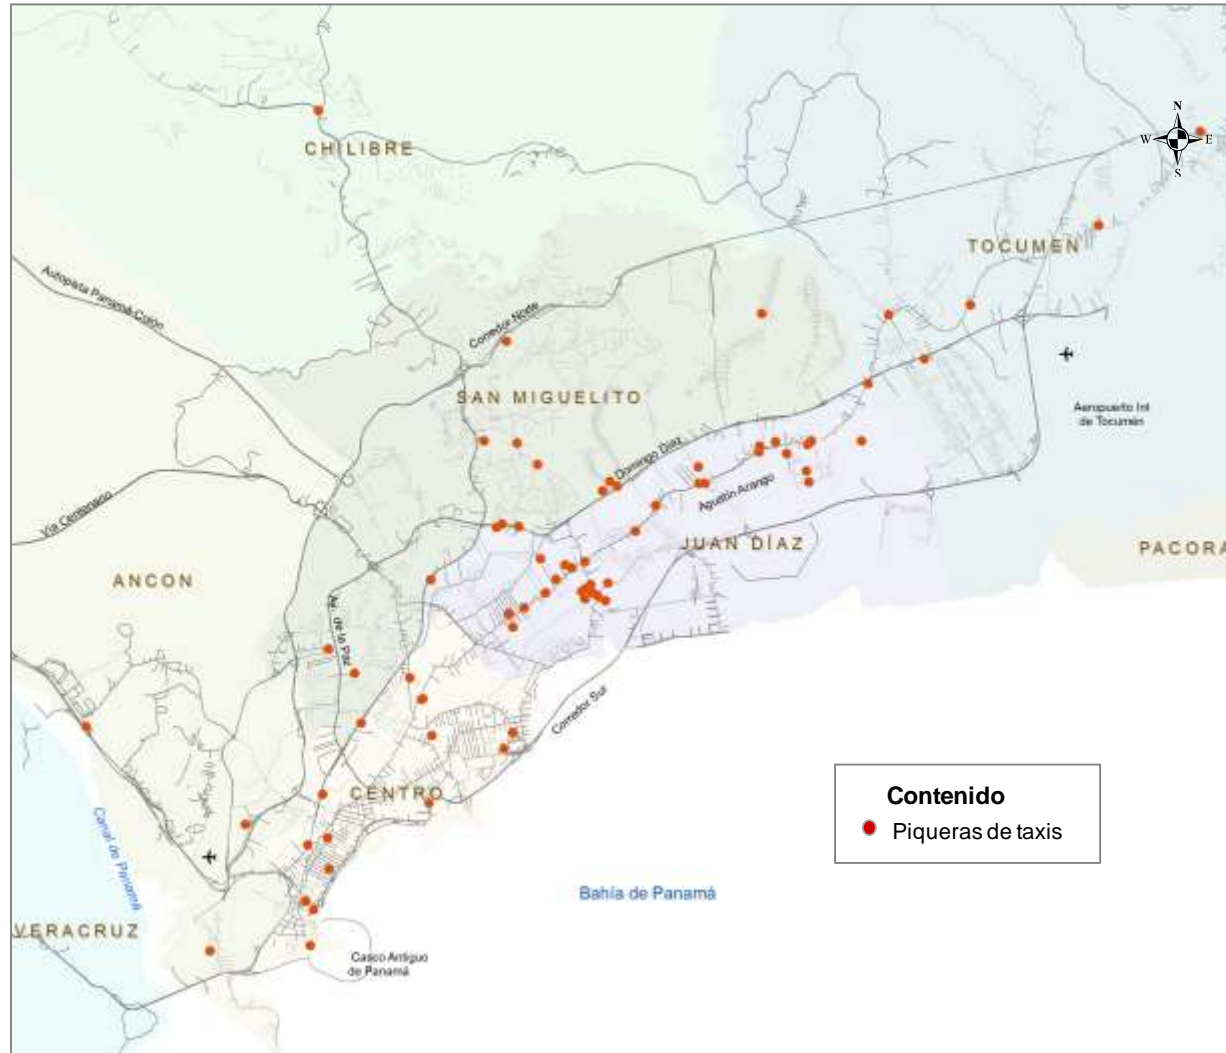 N
W
E
S
CHILIBRE
TOCUMEN
Autopista Panamá-Colón
Corredor Norte
SAN MIGUELITO
Aeropuerto Int
de Tocumén
Domingo Díaz
Agustín Arango
Vía Centenario
JUAN DÍAZ
PACORA
ANCON
Av. de la Paz
Corredor Sur
CENTRO
Contenido
Piqueras de taxis
Canal de Panamá
Bahía de Panamá
VERACRUZ
Casco Antiguo
de Panamá